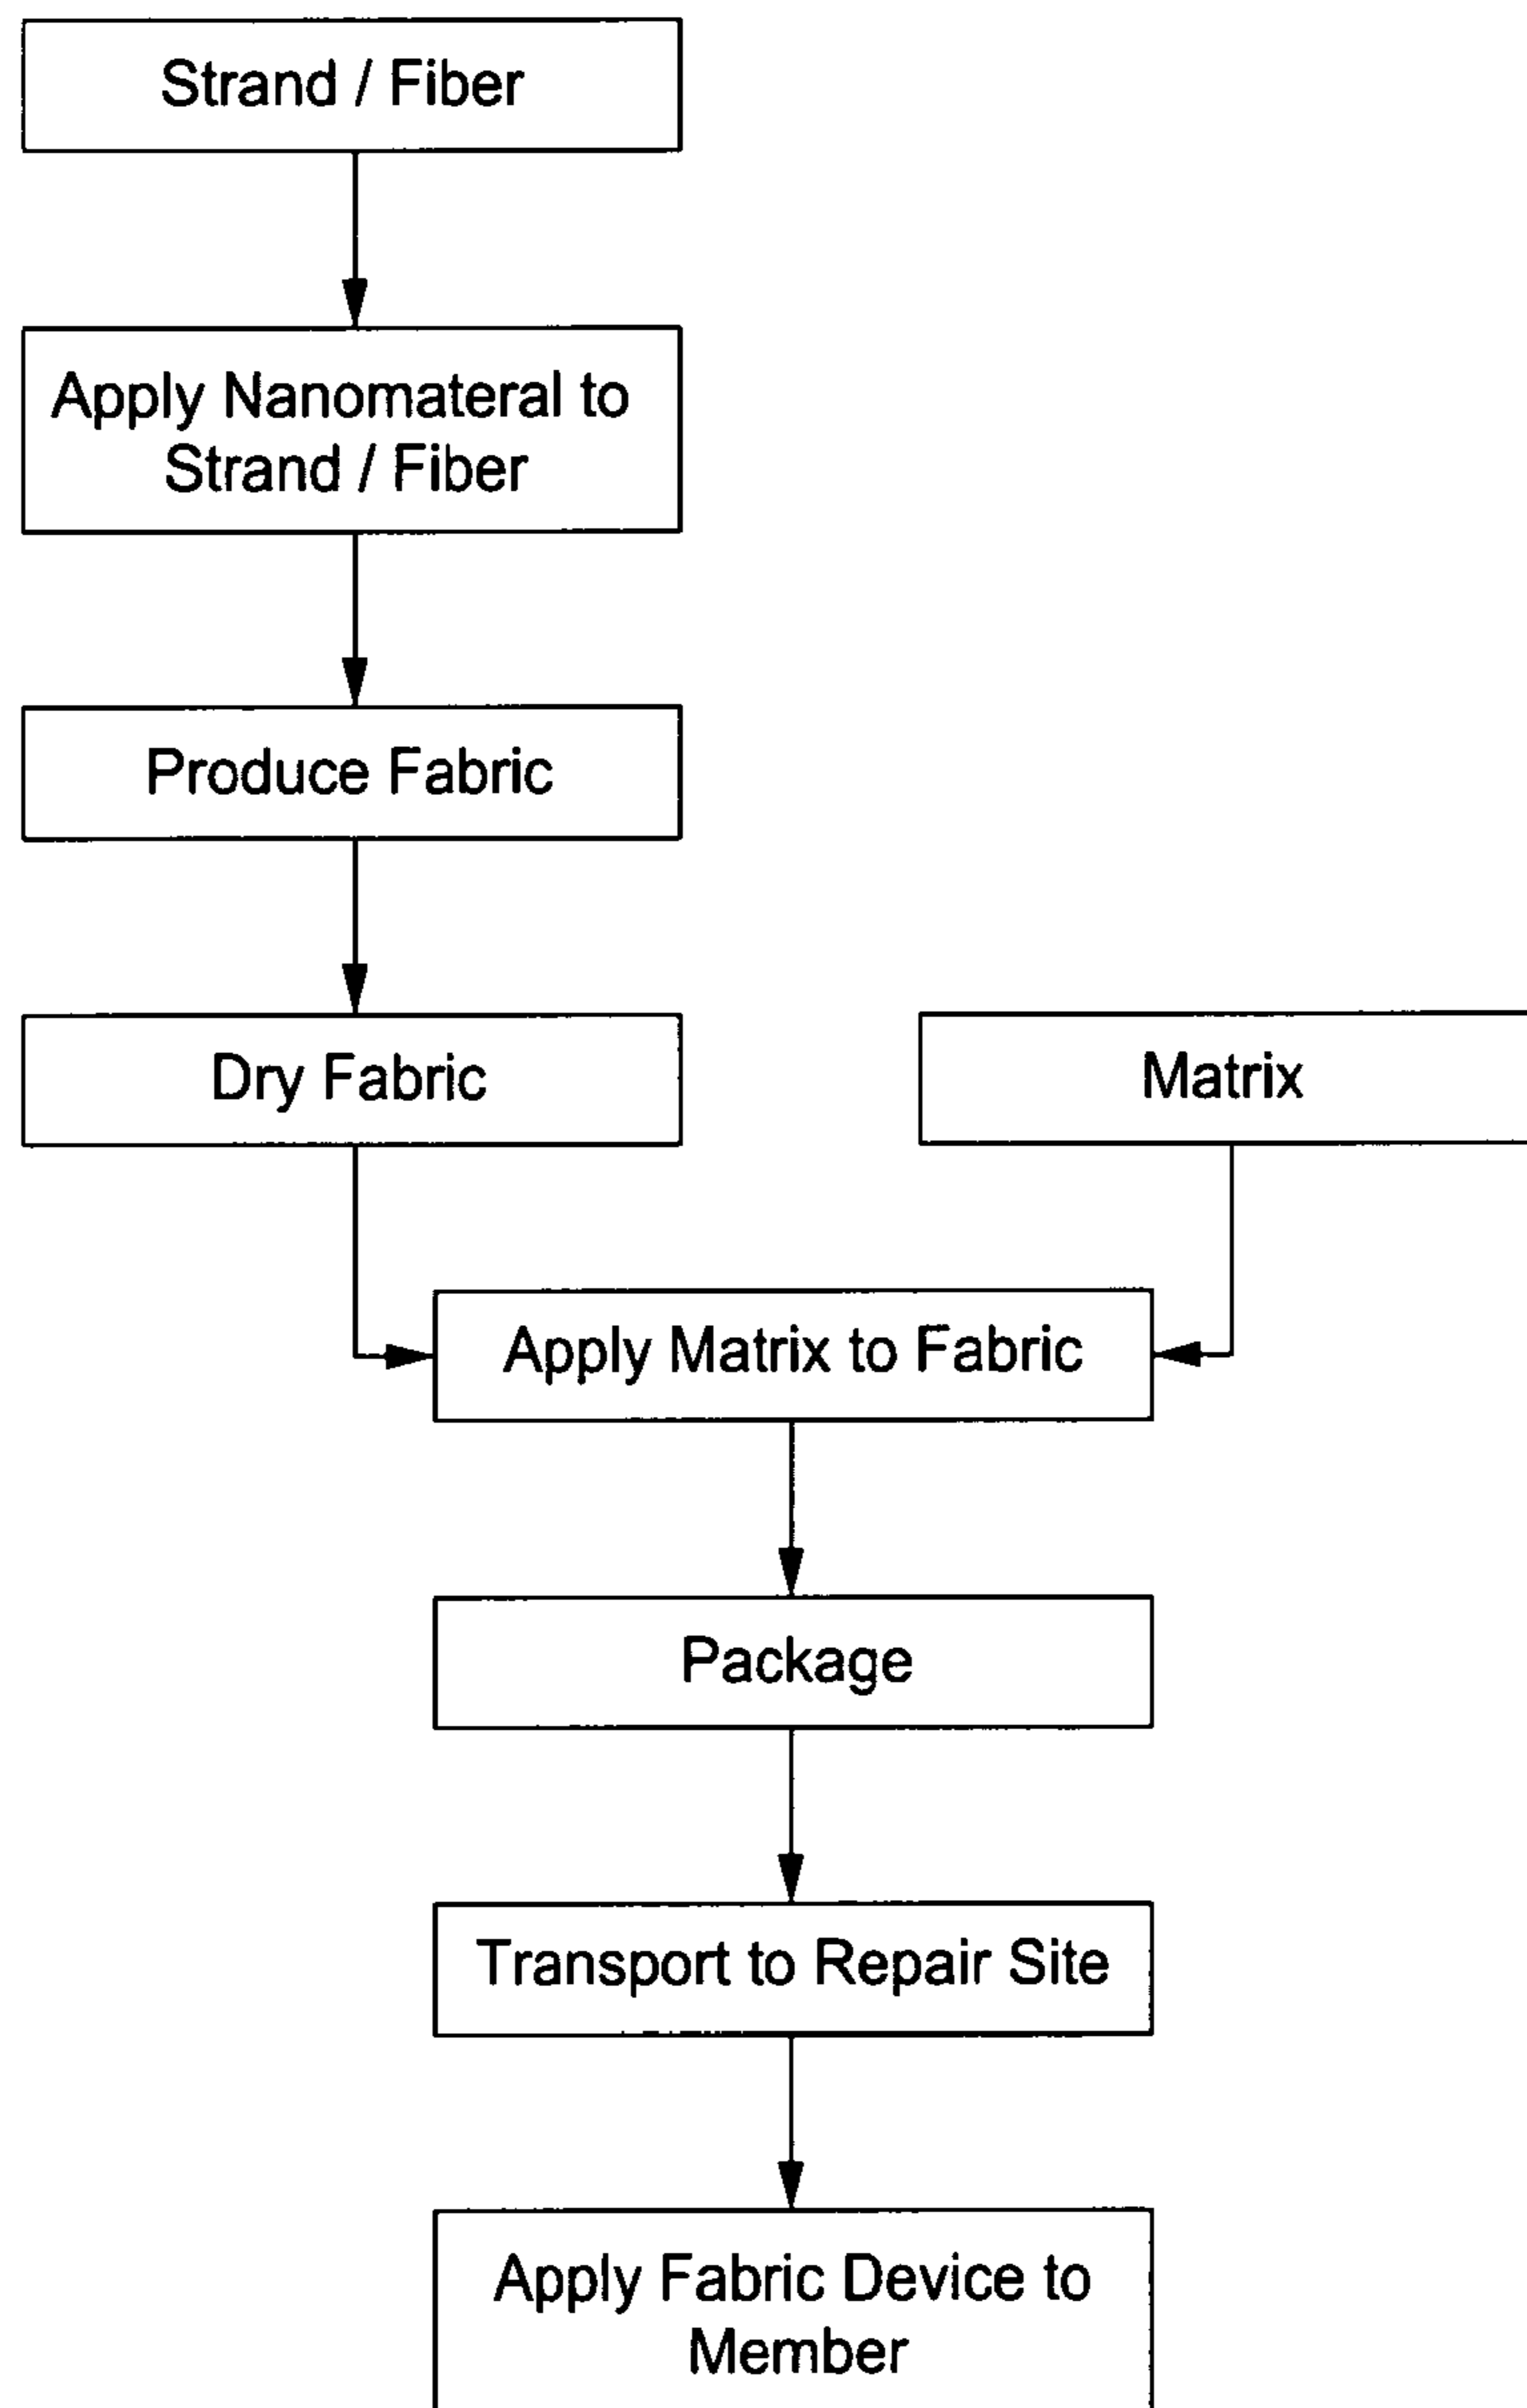 Strand / Fiber
Apply Nanomateral to
Strand / Fiber
Produce Fabric
Dry Fabric
Matrix
Apply Matrix to Fabric
Package
Transport to Repair Site
Apply Fabric Device to
Member